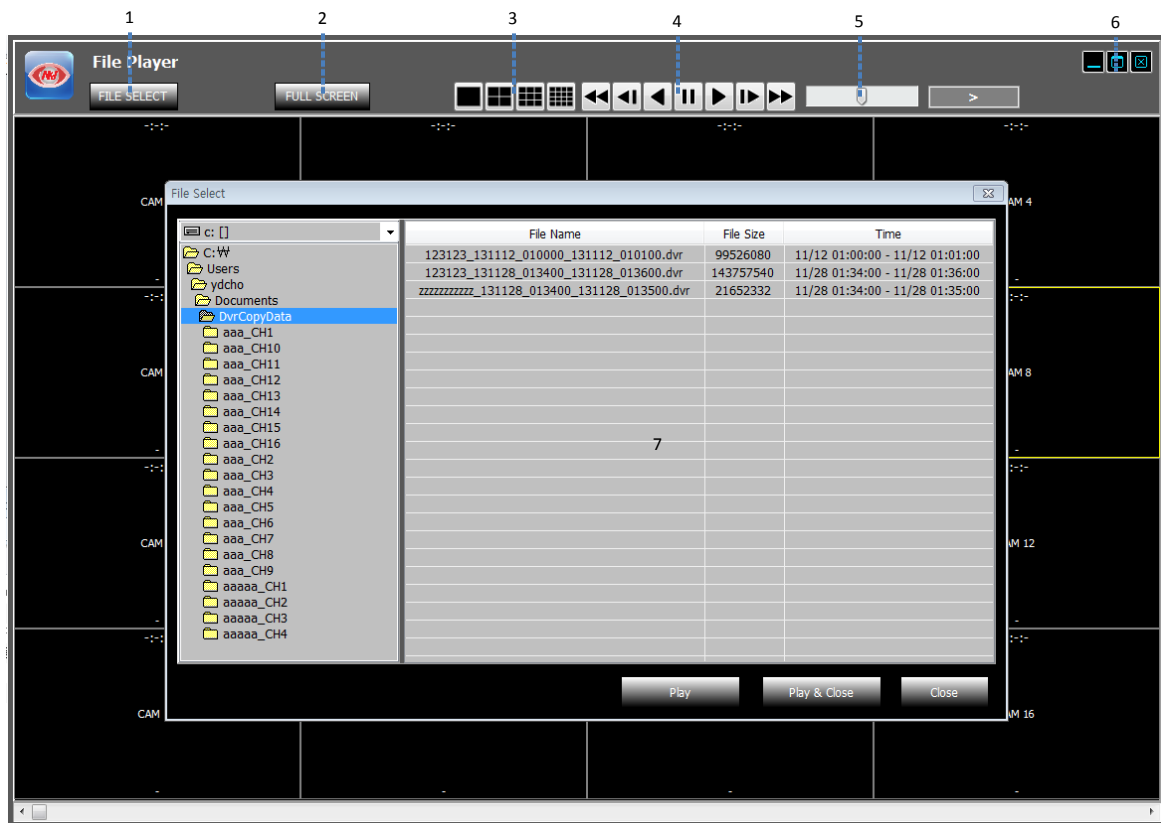 1 2 3 4 5 6
File Player
FILE SELECT FULL SCREEN >
-:-:- -:-:- -:-:- -:-:-
File Select
CAM AM 4
c: []
File Name File Size Time
C:₩
123123_131112_010000_131112_010100.dvr 99526080 11/12 01:00:00 - 11/12 01:01:00
Users
123123_131128_013400_131128_013600.dvr 143757540 11/28 01:34:00 - 11/28 01:36:00
ydcho
zzzzzzzzzzz_131128_013400_131128_013500.dvr 21652332 11/28 01:34:00 - 11/28 01:35:00
Documents
DvrCopyData
aaa_CH1
aaa_CH10
aaa_CH11
CAM AM 8
aaa_CH12
aaa_CH13
aaa_CH14
aaa_CH15
aaa_CH16
7
aaa_CH2
aaa_CH3
aaa_CH4
aaa_CH5
aaa_CH6
aaa_CH7
CAM AM 12
aaa_CH8
aaa_CH9
aaaaa_CH1
aaaaa_CH2
aaaaa_CH3
aaaaa_CH4
Play Play & Close Close
CAM AM 16
- - - -